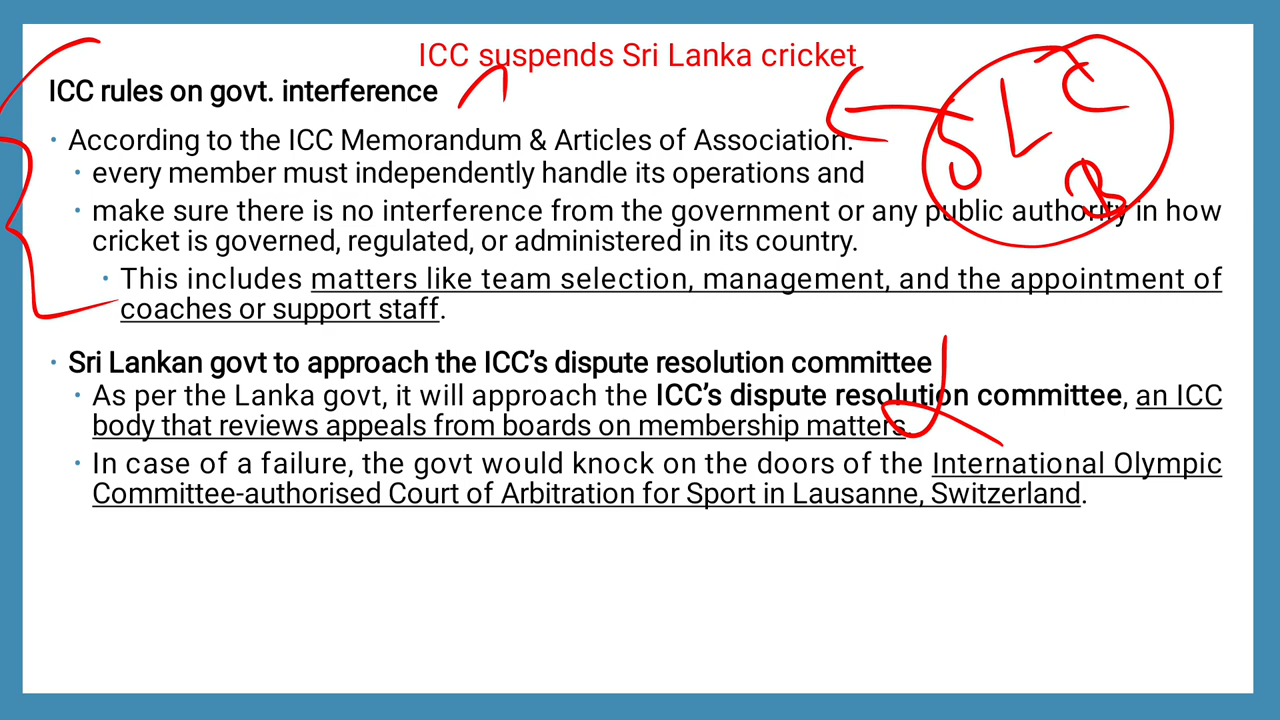 ICC suspends Sri Lanka cricket
ICC rules on govt. interference
• According to the ICC Memorandum & Articles of Association:
• every member must independently handle its operations and
• make sure there is no interference from the government or any public authority in how
cricket is governed, regulated, or administered in its country.
• This includes matters like team selection, management, and the appointment of
coaches or support staff.
• Sri Lankan govt to approach the ICC’s dispute resolution committee
• As per the Lanka govt, it will approach the ICC’s dispute resolution committee, an ICC
body that reviews appeals from boards on membership matters.
• In case of a failure, the govt would knock on the doors of the International Olympic
Committee-authorised Court of Arbitration for Sport in Lausanne, Switzerland.
S L C
B